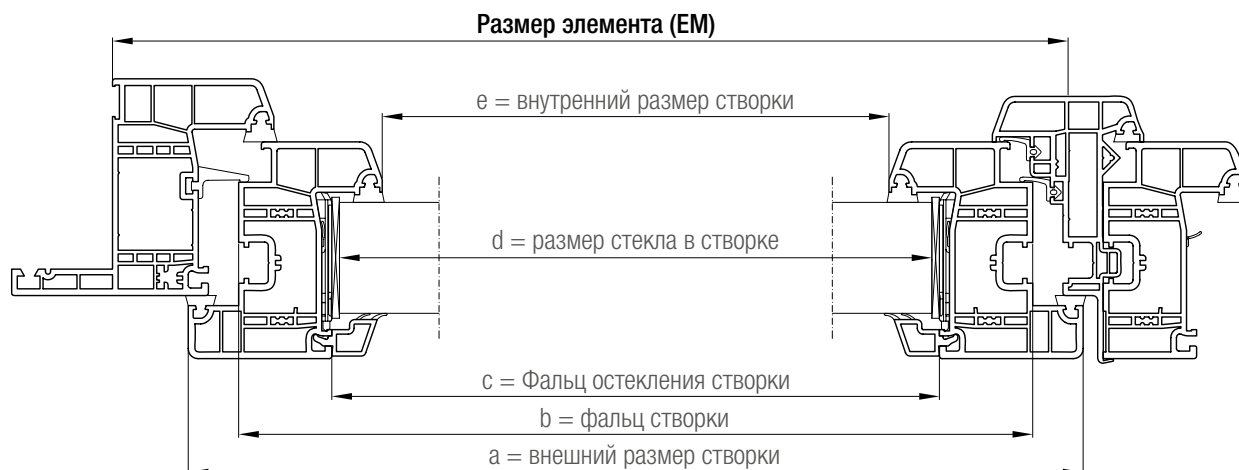 Размер элемента (EM)
e = внутренний размер створки
d = размер стекла в створке
c = Фальц остекления створки
b = фальц створки
a = внешний размер створки